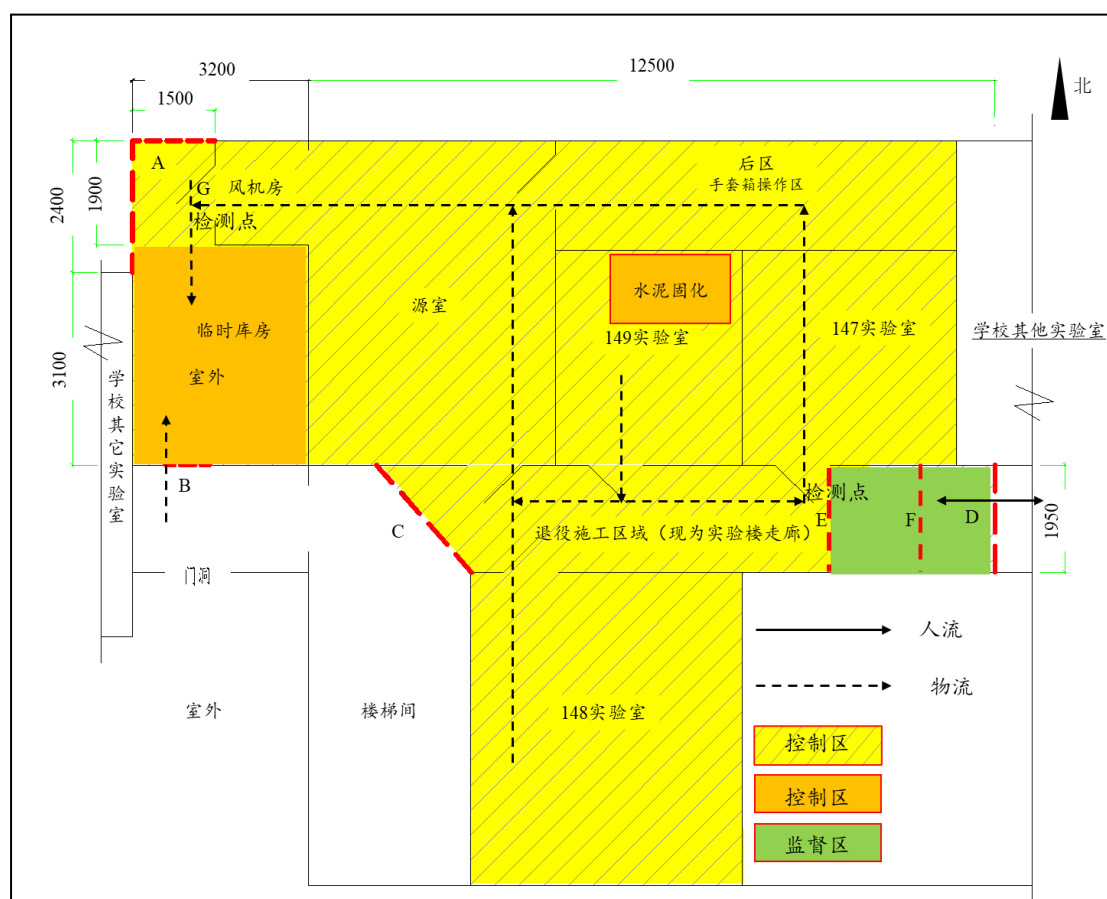 3200
12500
1500
北
A
后区
G
风机房
手套箱操作区
检测点
2400
1900
水泥固化
源室
临时库房
149实验室
147实验室
学校其他实验室
室外
3100
学校其它实验室
B
检测点
C
退役施工区域（现为实验楼走廊）
E
F
D
1950
门洞
人流
物流
室外
楼梯间
148实验室
控制区
控制区
监督区